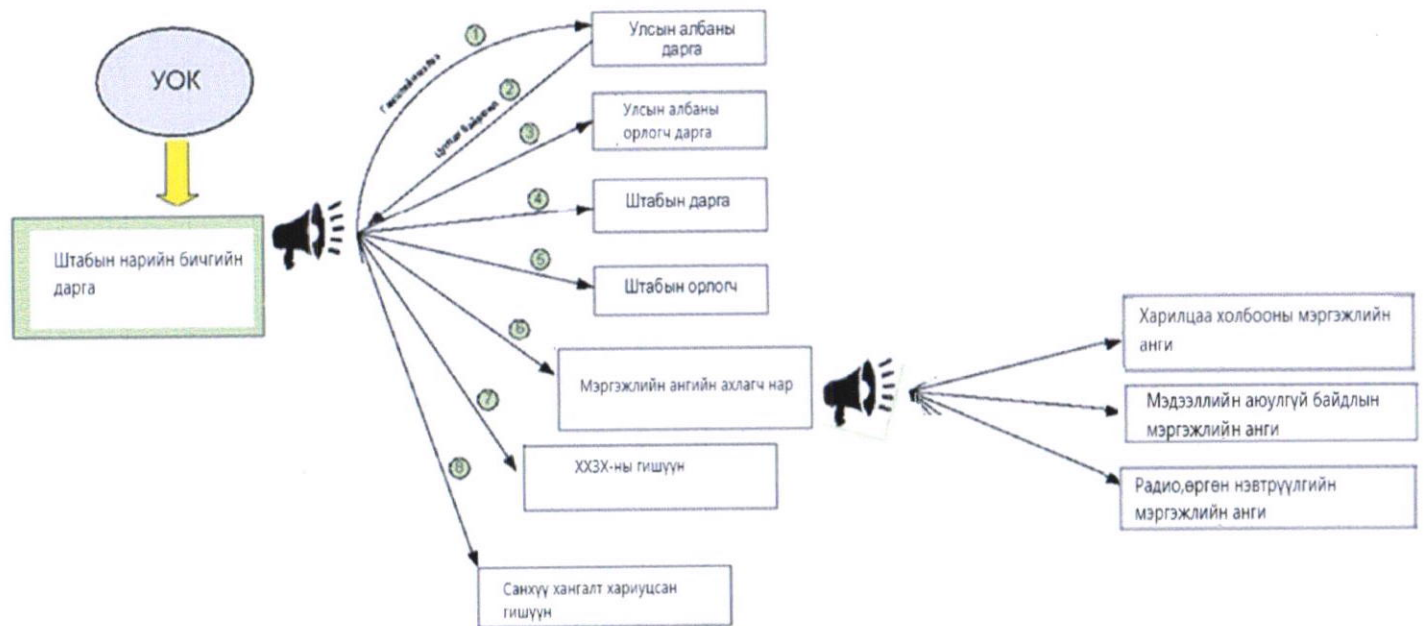 УОК
Штабын нарийн бичгийн
дарга
1
2
3
4
5
6
7
8
Улсын албаны
дарга
Улсын албаны
орлогч дарга
Штабын дарга
Штабын орлогч
Мэргэжлийн ангийн ахлагч нар
ХХЗХ-ны гишүүн
Санхүү хангалт хариуцсан
гишүүн
Харилцаа холбооны мэргэжлийн
анги
Мэдээллийн аюулгүй байдлын
мэргэжлийн анги
Радио,өргөн нэвтрүүлгийн
мэргэжлийн анги